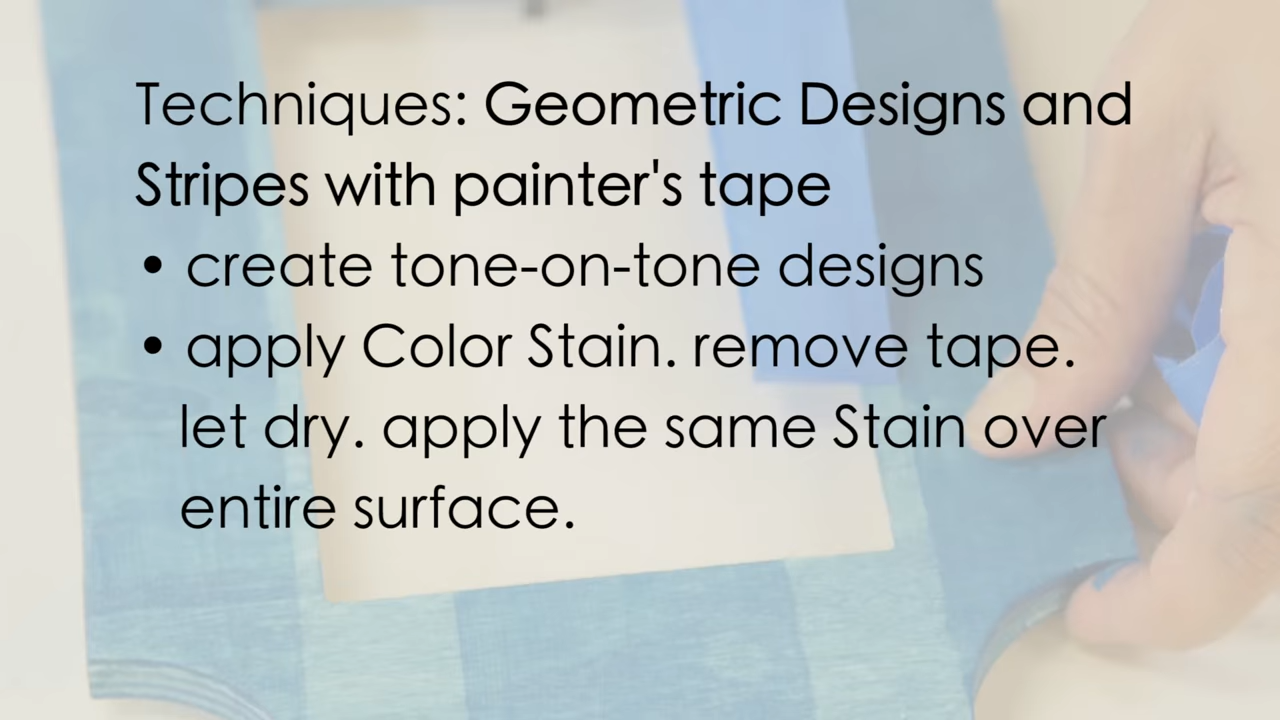 Techniques: Geometric Designs and
Stripes with painter's tape
• create tone-on-tone designs
• apply Color Stain. remove tape.
let dry. apply the same Stain over
entire surface.